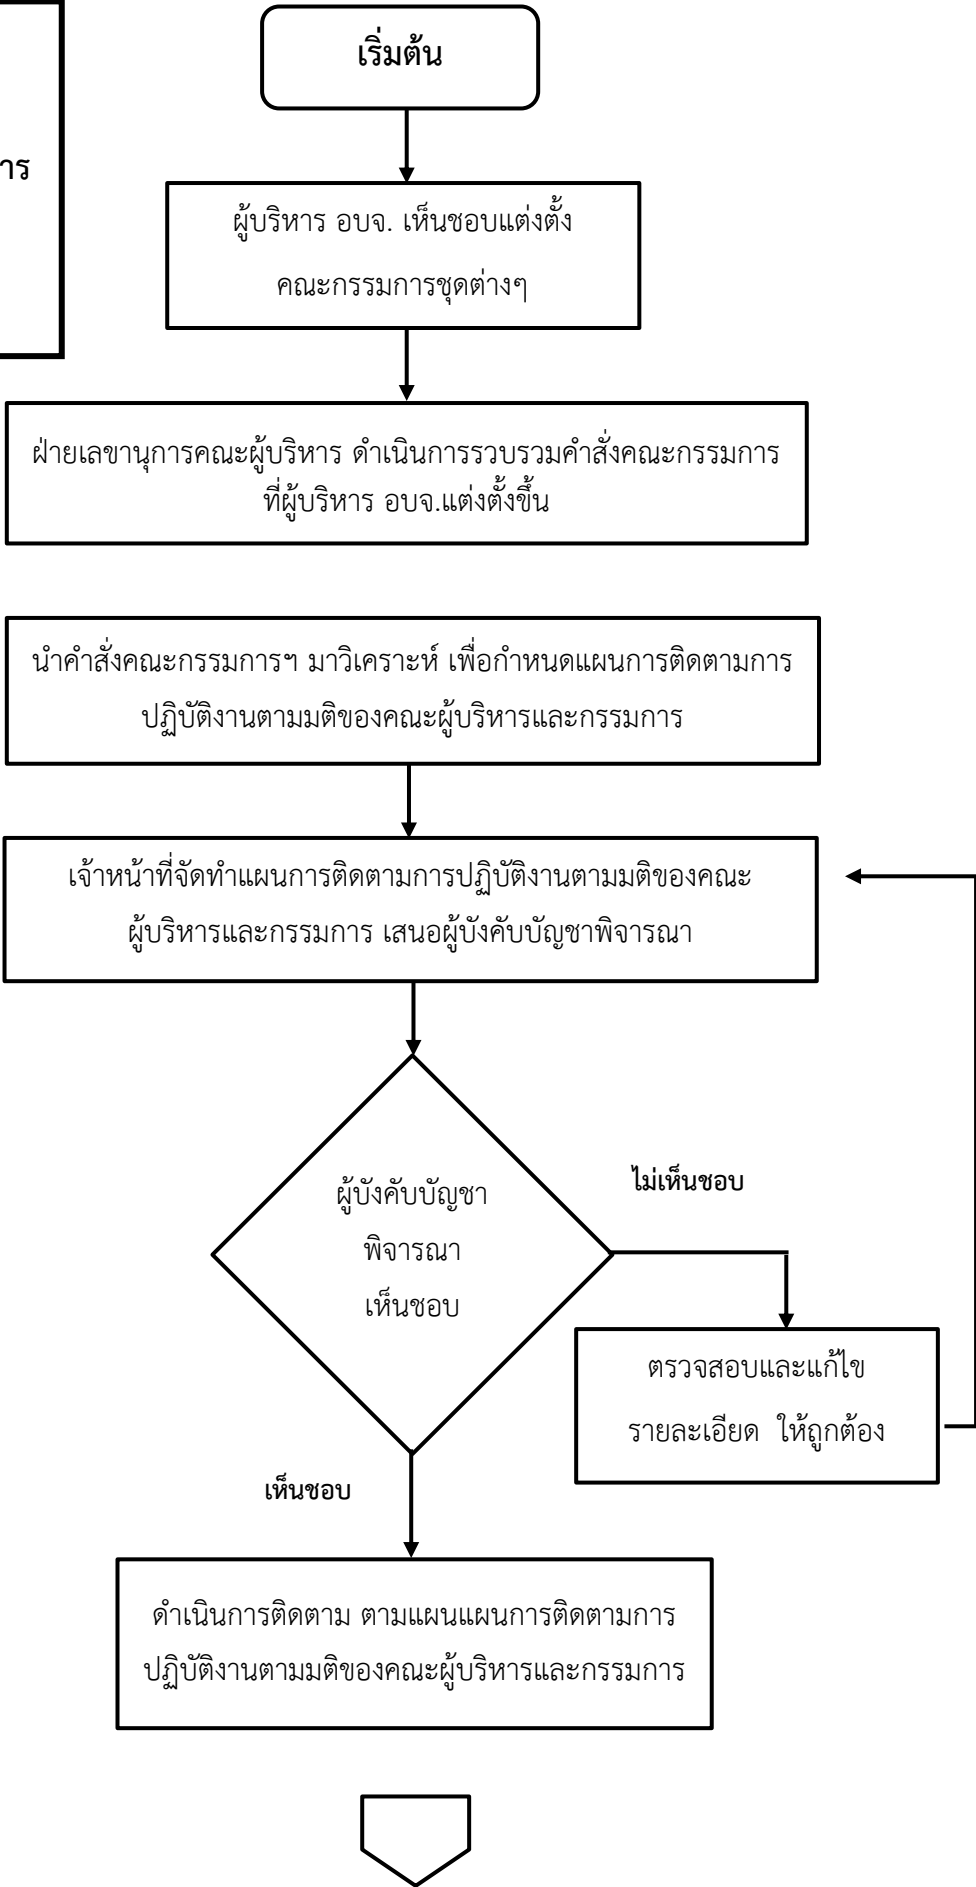 เริ่มต้น
ผู้บริหาร อบจ. เห็นชอบแต่งตั้ง
คณะกรรมการชุดต่างๆ
ฝ่ายเลขานุการคณะผู้บริหาร ดำเนินการรวบรวมคำสั่งคณะกรรมการ
ที่ผู้บริหาร อบจ.แต่งตั้งขึ้น
นำคำสั่งคณะกรรมการฯ มาวิเคราะห์ เพื่อกำหนดแผนการติดตามการ
ปฏิบัติงานตามมติของคณะผู้บริหารและกรรมการ
เจ้าหน้าที่จัดทำแผนการติดตามการปฏิบัติงานตามมติของคณะ
ผู้บริหารและกรรมการ เสนอผู้บังคับบัญชาพิจารณา
ผู้บังคับบัญชา
พิจารณา
เห็นชอบ
ไม่เห็นชอบ
ตรวจสอบและแก้ไข
รายละเอียด ให้ถูกต้อง
เห็นชอบ
ดำเนินการติดตาม ตามแผนแผนการติดตามการ
ปฏิบัติงานตามมติของคณะผู้บริหารและกรรมการ